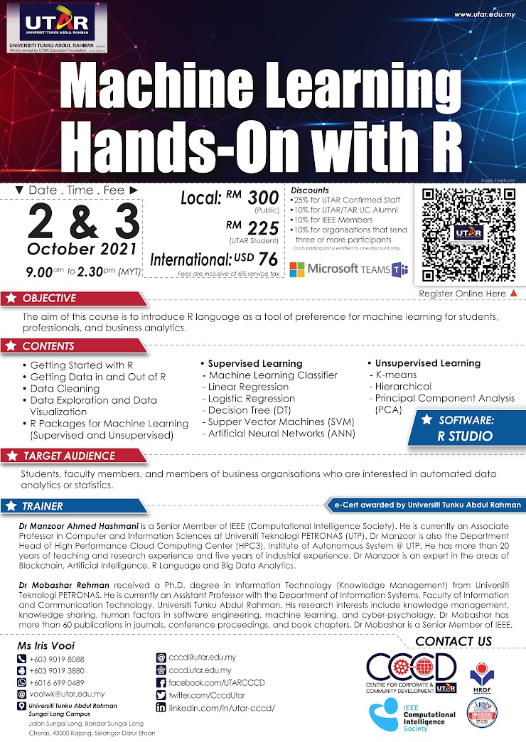 UTAR
UNIVERSITI TUNKU ABDUL RAHMAN
UNIVERSITI TUNKU ABDUL RAHMAN
Wholly owned by UTAR Education Foundation
www.utar.edu.my
Machine Learning
Hands-On with R
▼ Date . Time . Fee ►
2 & 3
October 2021
9.00am to 2.30pm (MYT)
Local: RM 300
(Public)
RM 225
(UTAR Student)
International: USD 76
Fees are inclusive of 6% service tax
Discounts
• 25% for UTAR Confirmed Staff
• 10% for UTAR/TAR UC Alumni
• 10% for IEEE Members
• 10% for organisations that send
three or more participants
Each participant is entitled to one discount only.
Microsoft TEAMS
UTAR
Register Online Here ▲
★ OBJECTIVE
The aim of this course is to introduce R language as a tool of preference for machine learning for students,
professionals, and business analytics.
★ CONTENTS
• Getting Started with R
• Getting Data in and Out of R
• Data Cleaning
• Data Exploration and Data
Visualization
• R Packages for Machine Learning
(Supervised and Unsupervised)
• Supervised Learning
- Machine Learning Classifier
- Linear Regression
- Logistic Regression
- Decision Tree (DT)
- Supper Vector Machines (SVM)
- Artificial Neural Networks (ANN)
• Unsupervised Learning
- K-means
- Hierarchical
- Principal Component Analysis
(PCA)
★ SOFTWARE:
R STUDIO
★ TARGET AUDIENCE
Students, faculty members, and members of business organisations who are interested in automated data
analytics or statistics.
★ TRAINER
e-Cert awarded by Universiti Tunku Abdul Rahman
Dr Manzoor Ahmed Hashmani is a Senior Member of IEEE (Computational Intelligence Society). He is currently an Associate
Professor in Computer and Information Sciences at Universiti Teknologi PETRONAS (UTP). Dr Manzoor is also the Department
Head of High Performance Cloud Computing Center (HPC3), Institute of Autonomous System @ UTP. He has more than 20
years of teaching and research experience and five years of industrial experience. Dr Manzoor is an expert in the areas of
Blockchain, Artificial Intelligence, R Language and Big Data Analytics.
Dr Mobashar Rehman received a Ph.D. degree in Information Technology (Knowledge Management) from Universiti
Teknologi PETRONAS. He is currently an Assistant Professor with the Department of Information Systems, Faculty of Information
and Communication Technology, Universiti Tunku Abdul Rahman. His research interests include knowledge management,
knowledge sharing, human factors in software engineering, machine learning, and cyber-psychology. Dr Mobashar has
more than 60 publications in journals, conference proceedings, and book chapters. Dr Mobashar is a Senior Member of IEEE.
CONTACT US
Ms Iris Vooi
+603 9019 8088
+603 9019 3880
+6016 699 0489
vooiwk@utar.edu.my
Universiti Tunku Abdul Rahman
Sungai Long Campus
Jalan Sungai Long, Bandar Sungai Long
Cheras, 43000 Kajang, Selangor Darul Ehsan
cccd@utar.edu.my
cccd.utar.edu.my
facebook.com/UTARCCCD
twitter.com/CccdUtar
linkedin.com/in/utar-cccd/
CCCD
CENTRE FOR CORPORATE &
COMMUNITY DEVELOPMENT UTAR
HRDF
IEEE
Computational
Intelligence
Society